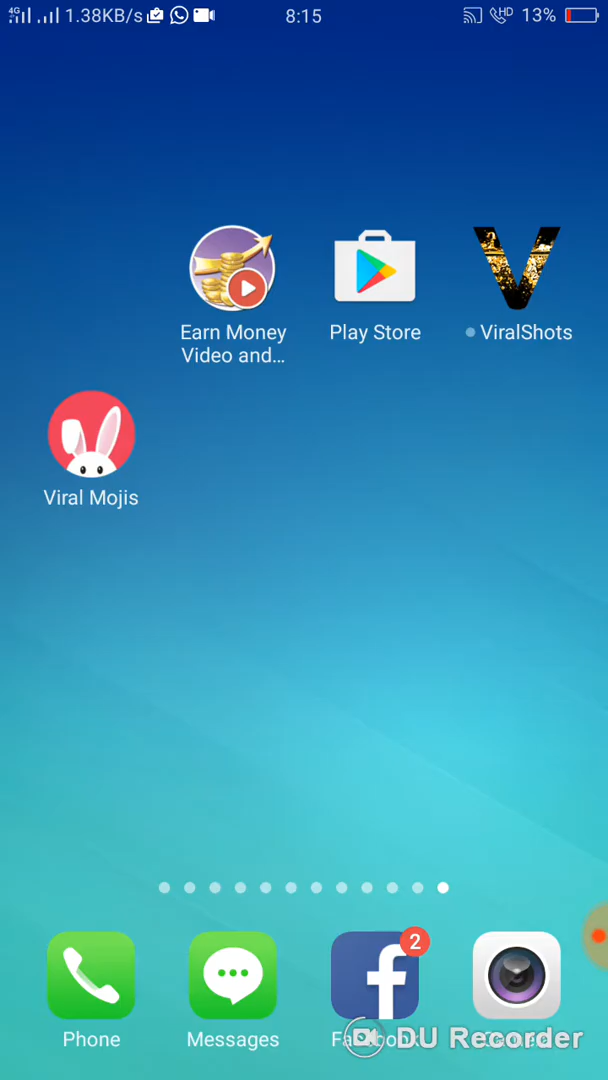 4G 1.38KB/s 8:15 HD 13%
Earn Money
Video and...
Play Store
ViralShots
Viral Mojis
2
Phone
Messages
DU Recorder